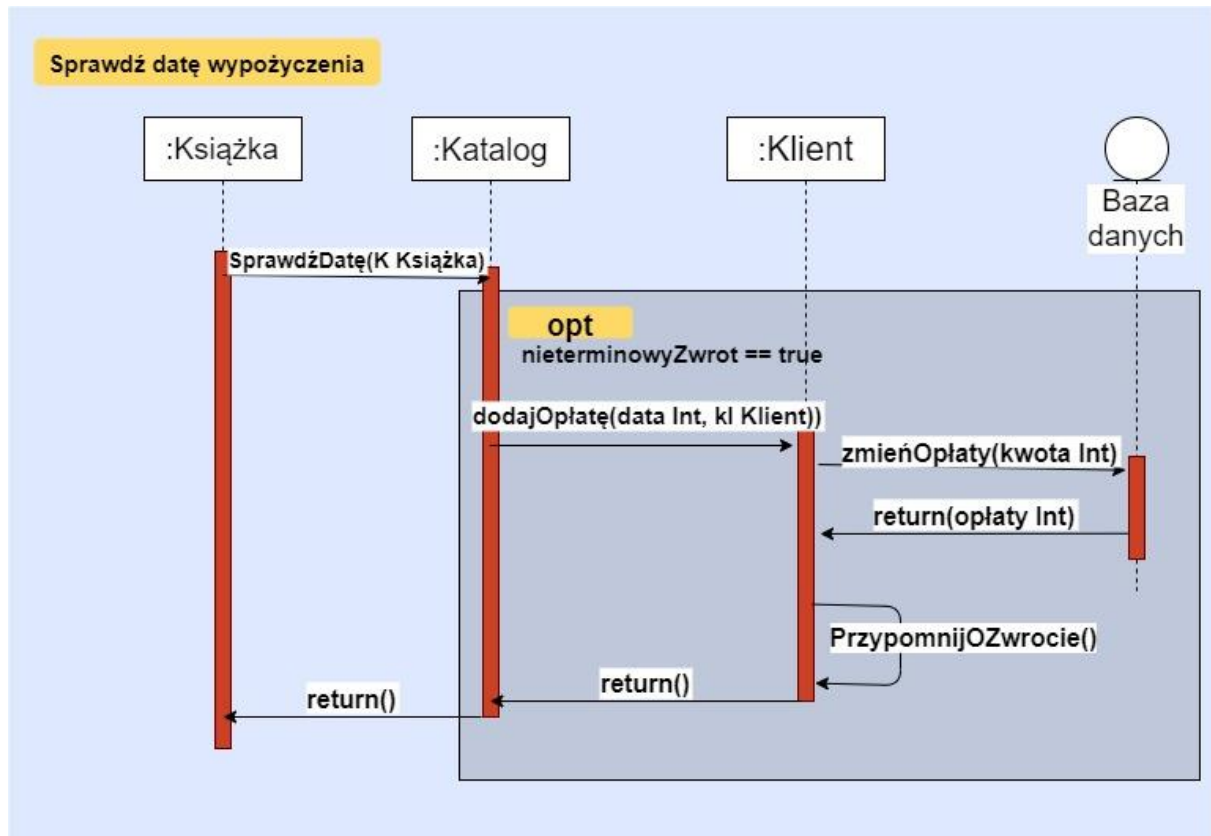 Sprawdź datę wypożyczenia
:Książka
:Katalog
:Klient
Baza
danych
SprawdźDatę(K Książka)
opt
nieterminowyZwrot == true
dodajOpłatę(data Int, kl Klient))
zmieńOpłaty(kwota Int)
return(opłaty Int)
PrzypomnijOZwrocie()
return()
return()